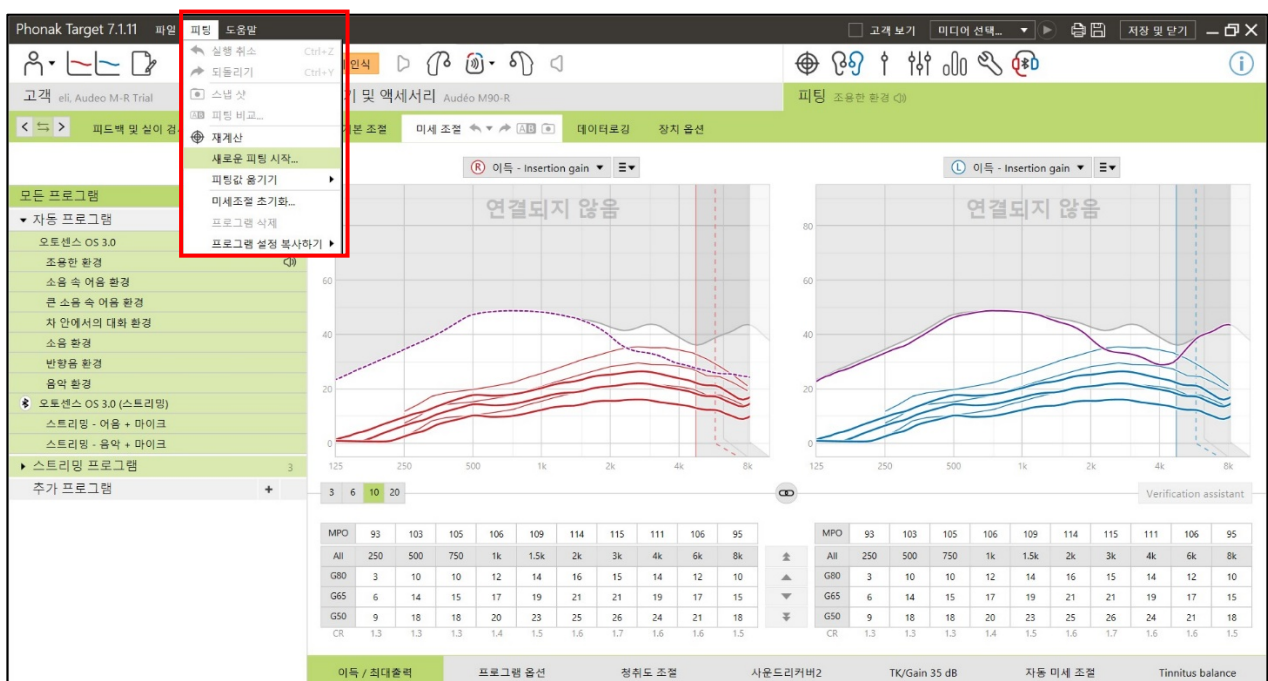 Phonak Target 7.1.11 파일 피팅 도움말 고객 보기 미디어 선택... 저장 및 닫기
실행 취소 Ctrl+Z
되돌리기 Ctrl+Y
스냅 샷
피팅 비교...
재계산
새로운 피팅 시작...
피팅값 옮기기
미세조절 초기화...
프로그램 삭제
프로그램 설정 복사하기
인식
고객 eli, Audeo M-R Trial
기 및 액세서리 Audéo M90-R
피팅 조용한 환경
피드백 및 실이 검
기본 조절 미세 조절 AB 데이터로깅 장치 옵션
모든 프로그램
자동 프로그램
오토센스 OS 3.0
조용한 환경
소음 속 어음 환경
큰 소음 속 어음 환경
차 안에서의 대화 환경
소음 환경
반향음 환경
음악 환경
오토센스 OS 3.0 (스트리밍)
스트리밍 - 어음 + 마이크
스트리밍 - 음악 + 마이크
스트리밍 프로그램 3
추가 프로그램 +
R 이득 - Insertion gain
연결되지 않음
60
40
20
0
125 250 500 1k 2k 4k 8k
L 이득 - Insertion gain
연결되지 않음
80
60
40
20
0
125 250 500 1k 2k 4k 8k
3 6 10 20
Verification assistant
MPO 93 103 105 106 109 114 115 111 106 95
All 250 500 750 1k 1.5k 2k 3k 4k 6k 8k
G80 3 10 10 12 14 16 15 14 12 10
G65 6 14 15 17 19 21 21 19 17 15
G50 9 18 18 20 23 25 26 24 21 18
CR 1.3 1.3 1.3 1.4 1.5 1.6 1.7 1.6 1.6 1.5
MPO 93 103 105 106 109 114 115 111 106 95
All 250 500 750 1k 1.5k 2k 3k 4k 6k 8k
G80 3 10 10 12 14 16 15 14 12 10
G65 6 14 15 17 19 21 21 19 17 15
G50 9 18 18 20 23 25 26 24 21 18
CR 1.3 1.3 1.3 1.4 1.5 1.6 1.7 1.6 1.6 1.5
이득 / 최대출력 프로그램 옵션 청취도 조절 사운드리커버2 TK/Gain 35 dB 자동 미세 조절 Tinnitus balance